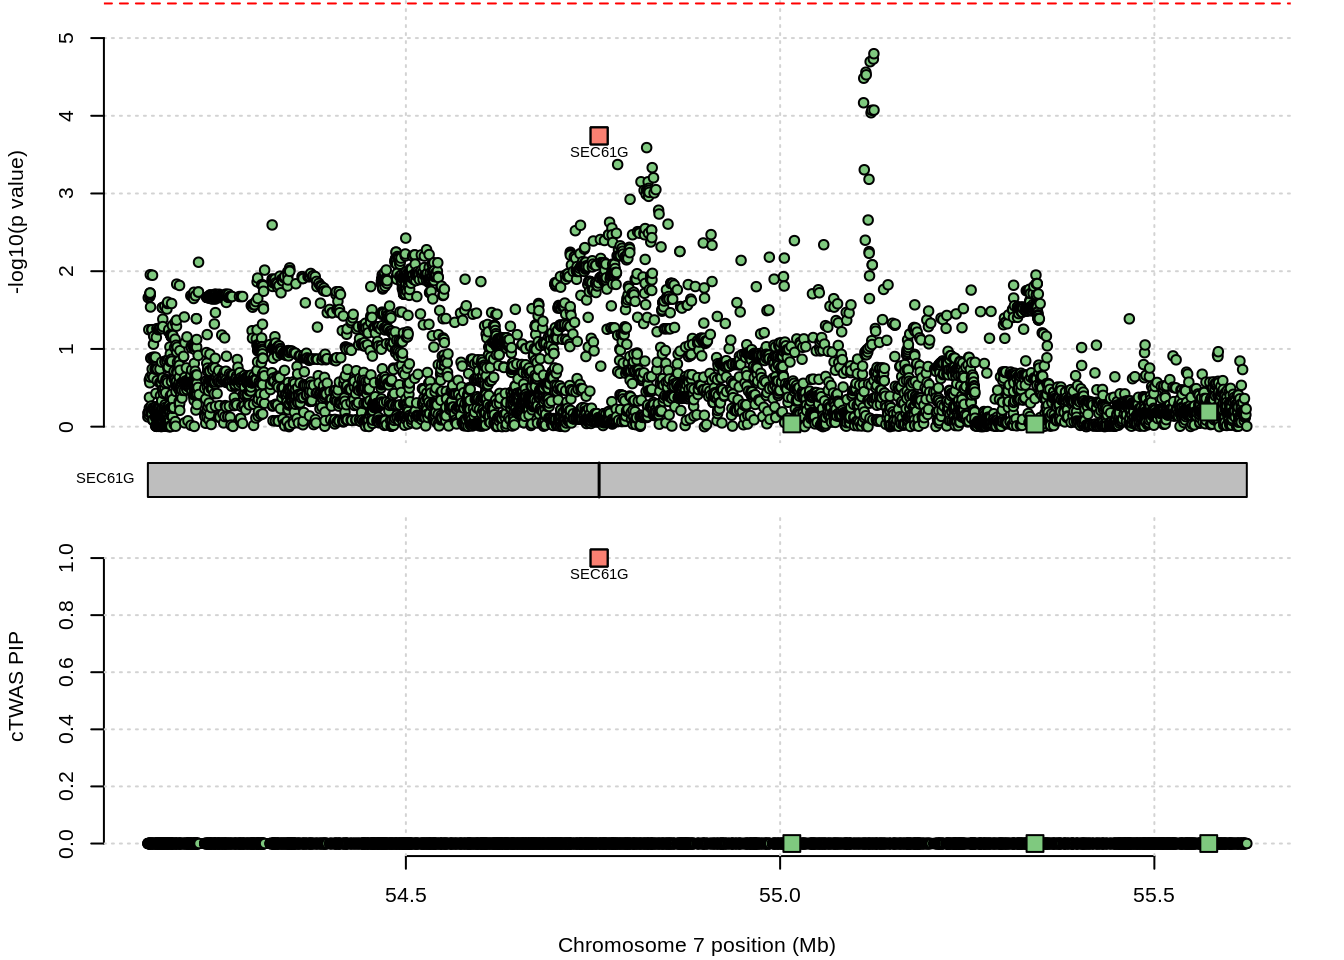 5
4
3
2
1
0
-log10(p value)
SEC61G
SEC61G
1.0
0.8
0.6
0.4
0.2
0.0
cTWAS PIP
SEC61G
54.5 55.0 55.5
Chromosome 7 position (Mb)